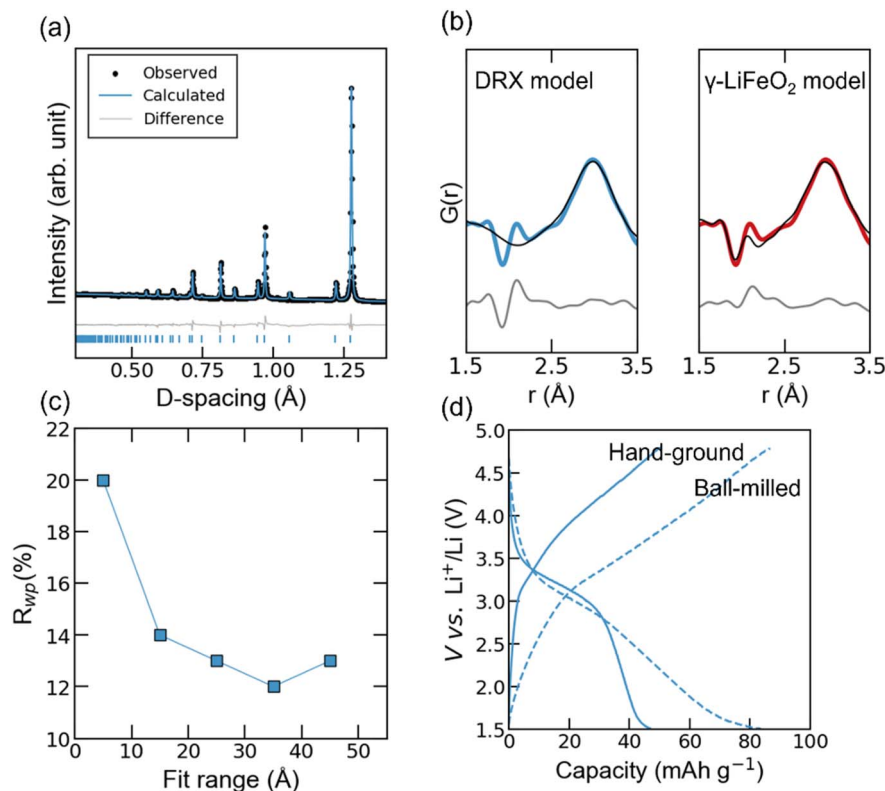 (a)
Observed
Calculated
Difference
Intensity (arb. unit)
0.50 0.75 1.00 1.25
D-spacing (Å)
(b)
DRX model
γ-LiFeO₂ model
G(r)
1.5 2.5 3.5
1.5 2.5 3.5
r (Å)
r (Å)
(c)
22
20
18
16
14
12
10
R_wp(%)
0 10 20 30 40 50
Fit range (Å)
(d)
Hand-ground
Ball-milled
5.0
4.5
4.0
3.5
3.0
2.5
2.0
1.5
V vs. Li⁺/Li (V)
0 20 40 60 80 100
Capacity (mAh g⁻¹)